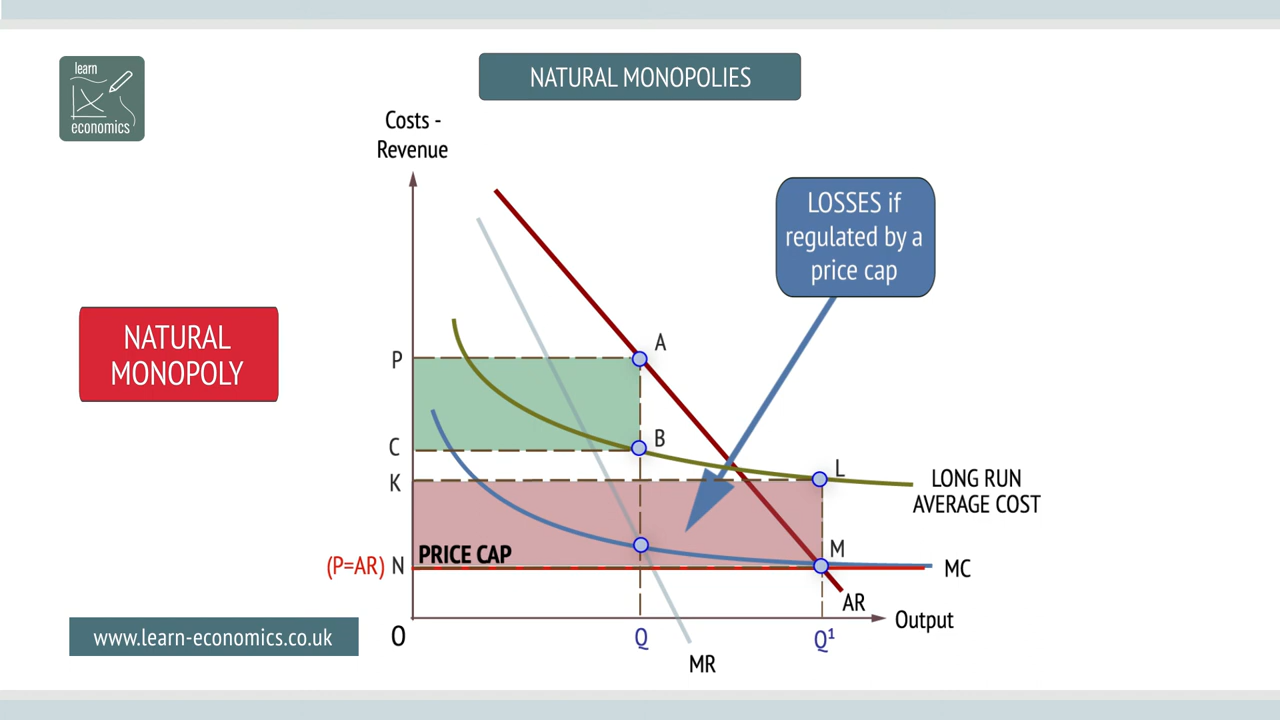 learn
economics
NATURAL MONOPOLIES
Costs -
Revenue
LOSSES if
regulated by a
price cap
NATURAL
MONOPOLY
P
A
C
B
K
L
LONG RUN
AVERAGE COST
(P=AR) N
PRICE CAP
M
MC
AR
www.learn-economics.co.uk
O
Q
Q¹
Output
MR